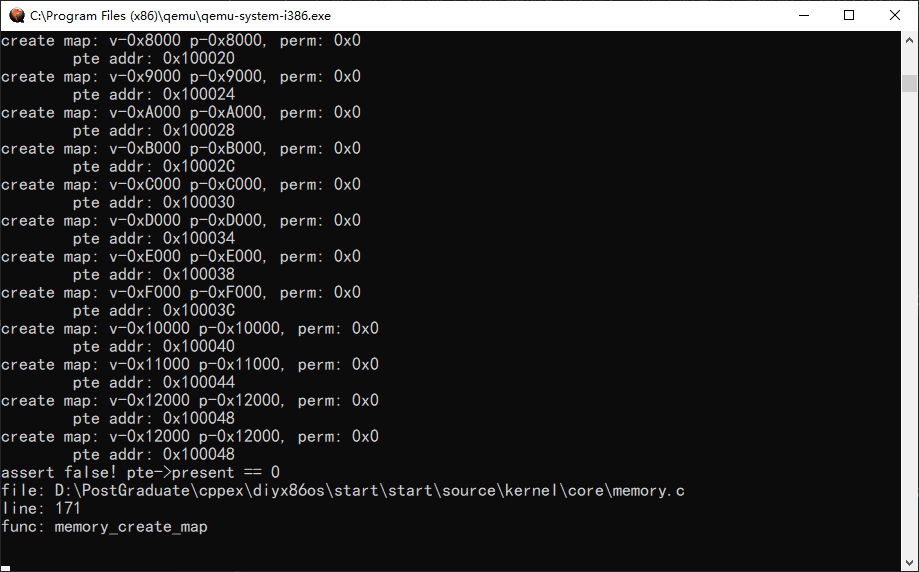 C:\Program Files (x86)\qemu\qemu-system-i386.exe
create map: v-0x8000 p-0x8000, perm: 0x0
pte addr: 0x100020
create map: v-0x9000 p-0x9000, perm: 0x0
pte addr: 0x100024
create map: v-0xA000 p-0xA000, perm: 0x0
pte addr: 0x100028
create map: v-0xB000 p-0xB000, perm: 0x0
pte addr: 0x10002C
create map: v-0xC000 p-0xC000, perm: 0x0
pte addr: 0x100030
create map: v-0xD000 p-0xD000, perm: 0x0
pte addr: 0x100034
create map: v-0xE000 p-0xE000, perm: 0x0
pte addr: 0x100038
create map: v-0xF000 p-0xF000, perm: 0x0
pte addr: 0x10003C
create map: v-0x10000 p-0x10000, perm: 0x0
pte addr: 0x100040
create map: v-0x11000 p-0x11000, perm: 0x0
pte addr: 0x100044
create map: v-0x12000 p-0x12000, perm: 0x0
pte addr: 0x100048
create map: v-0x12000 p-0x12000, perm: 0x0
pte addr: 0x100048
assert false! pte->present == 0
file: D:\PostGraduate\cppex\diyx86os\start\start\source\kernel\core\memory.c
line: 171
func: memory_create_map